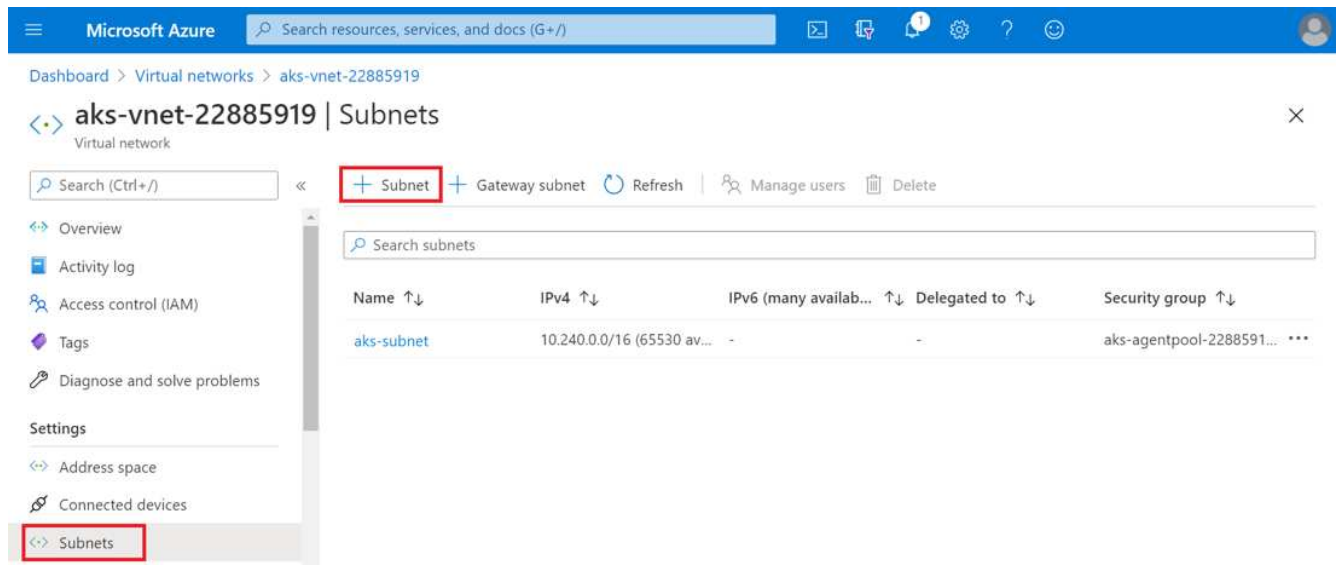 Microsoft Azure
Search resources, services, and docs (G+/)
1
Dashboard > Virtual networks > aks-vnet-22885919
aks-vnet-22885919 | Subnets
Virtual network
Search (Ctrl+/)
+ Subnet + Gateway subnet Refresh Manage users Delete
Overview
Activity log
Access control (IAM)
Tags
Diagnose and solve problems
Settings
Address space
Connected devices
Subnets
Search subnets
Name ↑↓ IPv4 ↑↓ IPv6 (many availab... ↑↓ Delegated to ↑↓ Security group ↑↓
aks-subnet 10.240.0.0/16 (65530 av... - - aks-agentpool-2288591... •••